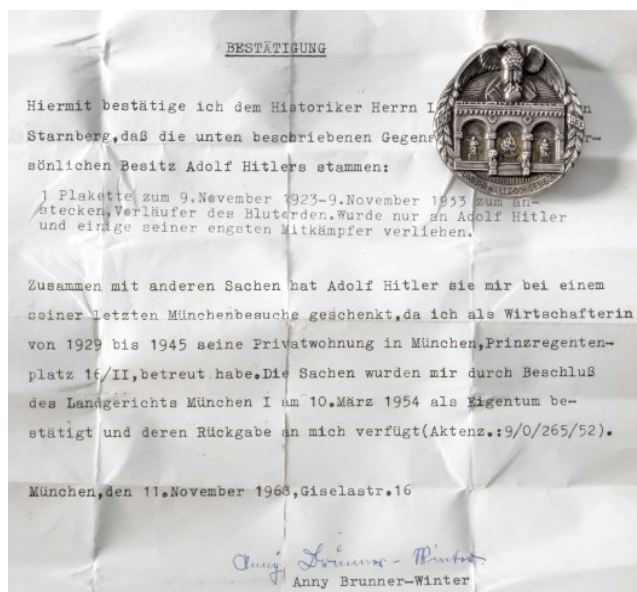 BESTÄTIGUNG
Hiermit bestätige ich dem Historiker Herrn
Starnberg,daß die unten beschriebenen
sönlichen Besitz Adolf Hitlers stammen:
1 Plakette zum 9.November 1923-9.November 1933 zum an-
stecken,Vorläufer des Blutorden.Wurde nur an Adolf Hitler
und einige seiner engsten Mitkämpfer verliehen.
Zusammen mit anderen Sachen hat Adolf Hitler sie mir bei einem
seiner letzten Münchenbesuche geschenkt,da ich als Wirtschafterin
von 1929 bis 1945 seine Privatwohnung in München,Prinzregenten-
platz 16/II,betreut habe.Die Sachen wurden mir durch Beschluß
des Landgerichts München I am 10.März 1954 als Eigentum be-
stätigt und deren Rückgabe an mich verfügt(Aktenz.:9/0/265/52).
München,den 11.November 1968,Giselastr.16
Anny Brunner-Winter
Anny Brunner-Winter